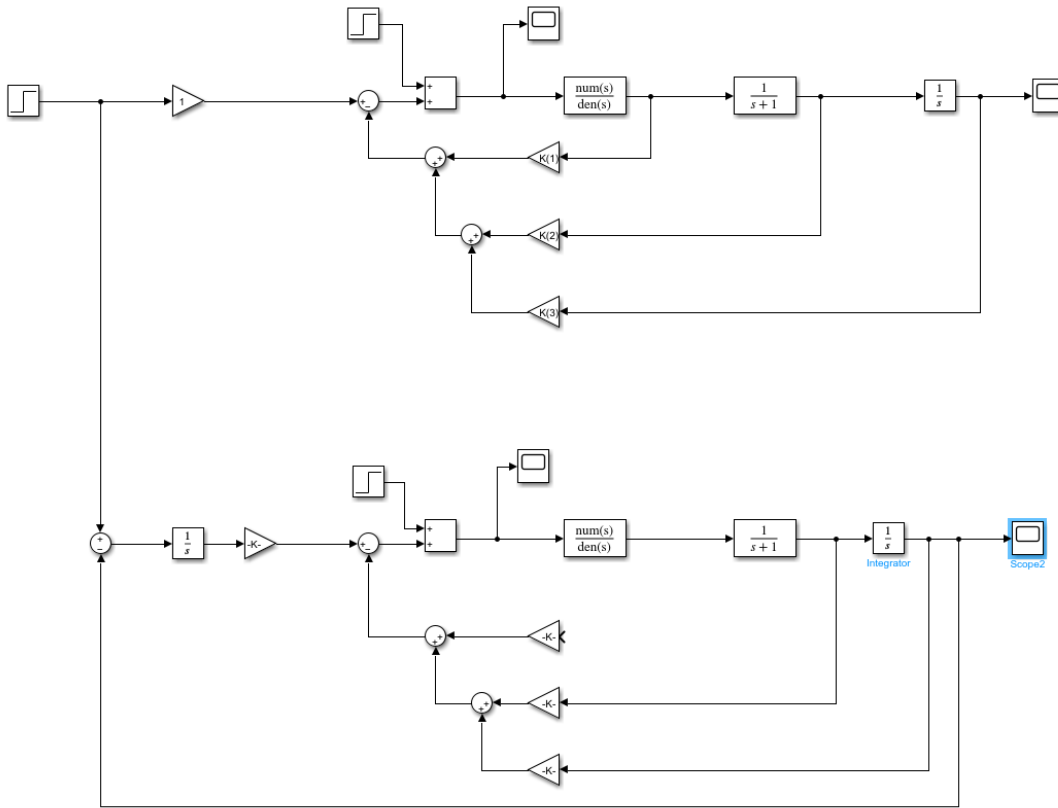 1
+
−
+
+
num(s)
den(s)
1
s + 1
1
s
K(1)
+
+
K(2)
+
+
K(3)
+
−
1
s
-K-
+
−
+
+
num(s)
den(s)
1
s + 1
1
s
Integrator
Scope2
-K-
+
+
-K-
+
+
-K-